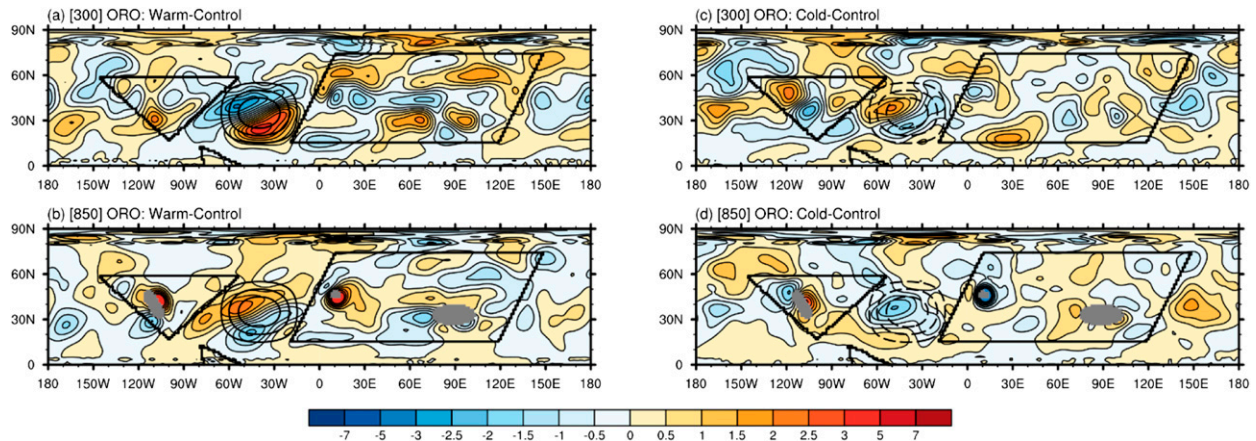 (a) [300] ORO: Warm-Control
90N
60N
30N
0
180 150W 120W 90W 60W 30W 0 30E 60E 90E 120E 150E 180
(c) [300] ORO: Cold-Control
90N
60N
30N
0
180 150W 120W 90W 60W 30W 0 30E 60E 90E 120E 150E 180
(b) [850] ORO: Warm-Control
90N
60N
30N
0
180 150W 120W 90W 60W 30W 0 30E 60E 90E 120E 150E 180
(d) [850] ORO: Cold-Control
90N
60N
30N
0
180 150W 120W 90W 60W 30W 0 30E 60E 90E 120E 150E 180
-7 -5 -3 -2.5 -2 -1.5 -1 -0.5 0 0.5 1 1.5 2 2.5 3 5 7